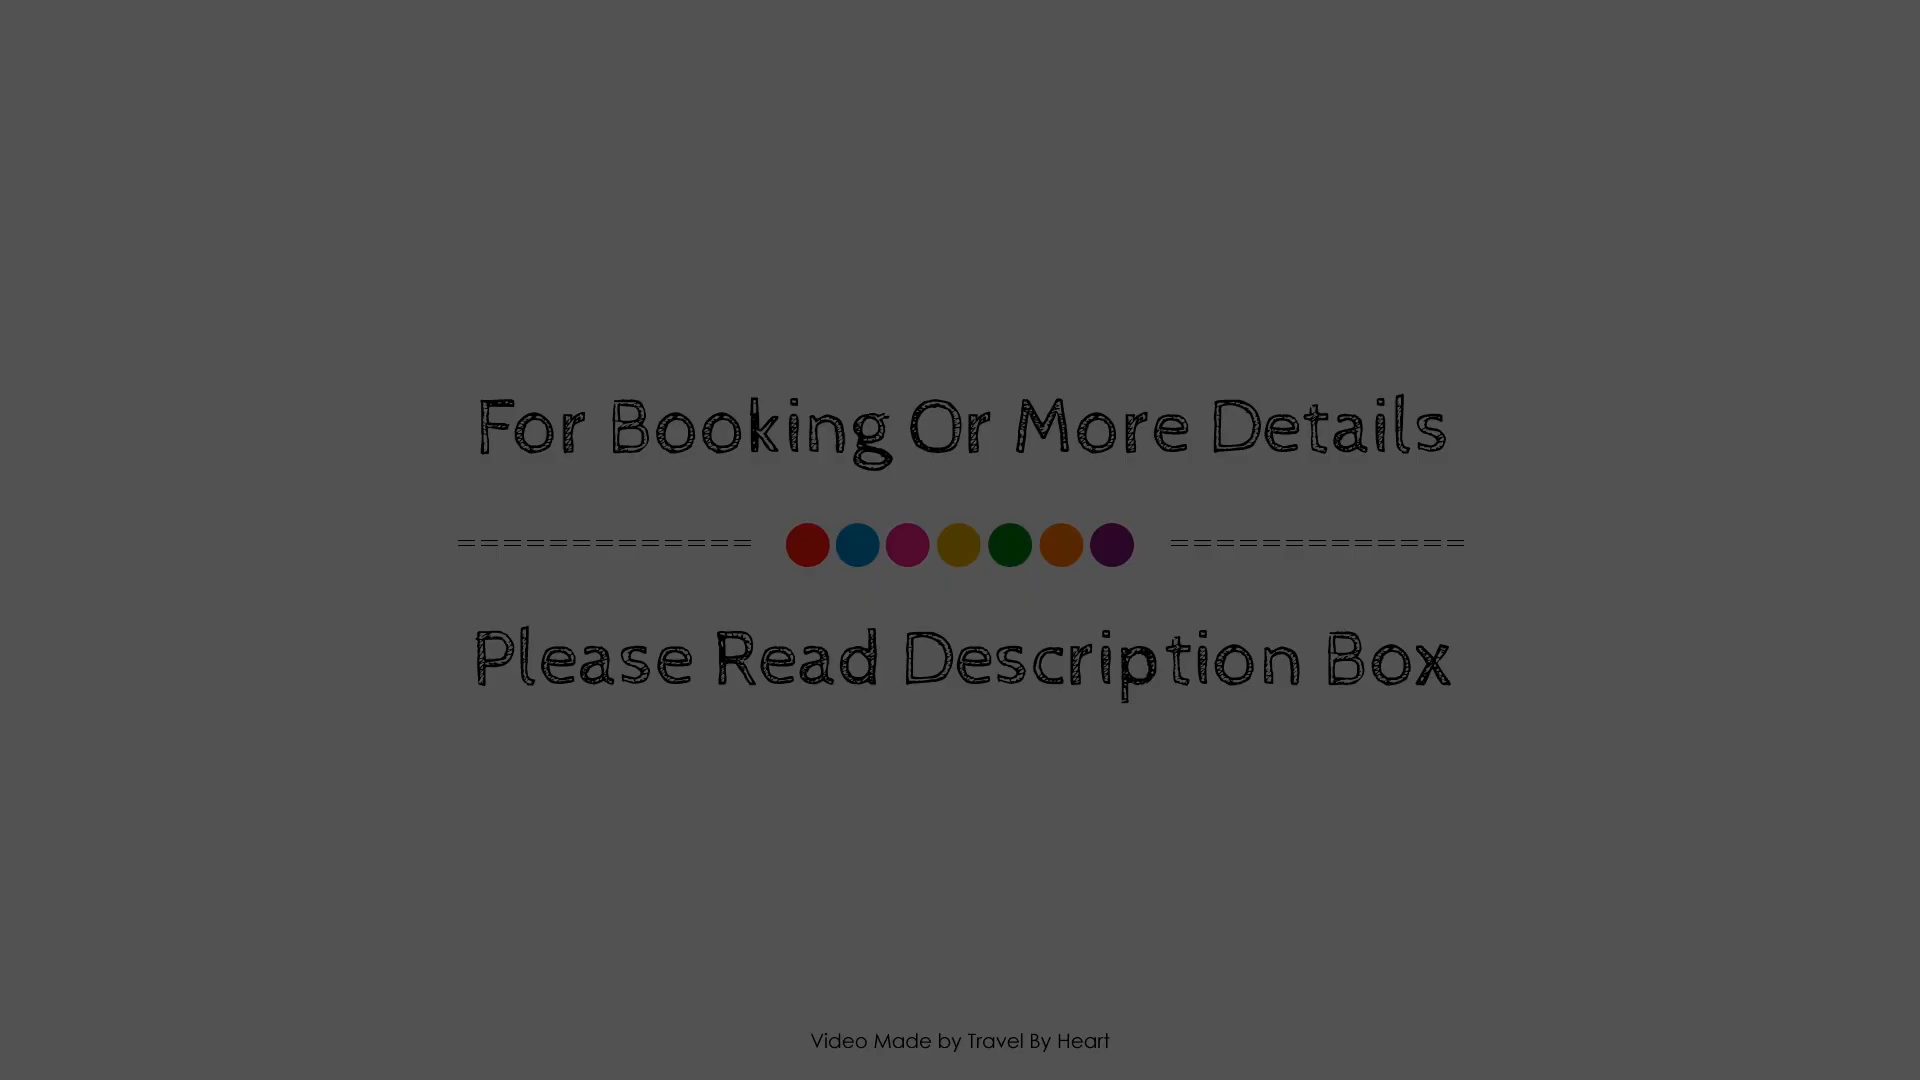 For Booking Or More Details
============= =============
Please Read Description Box
Video Made by Travel By Heart